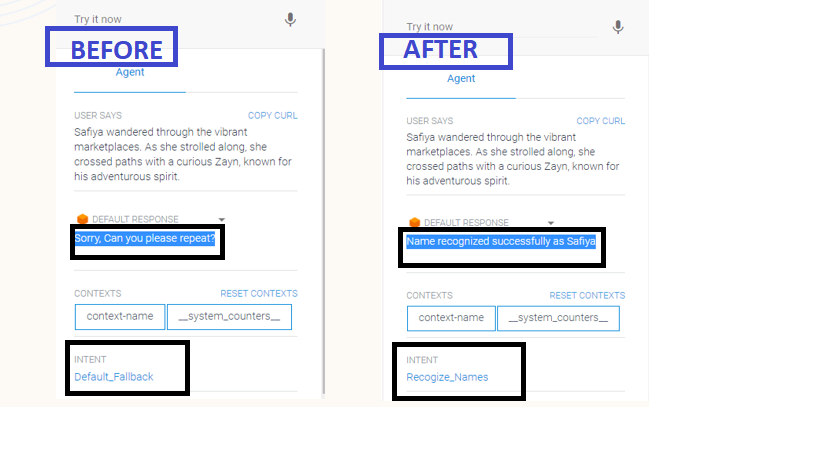 Try it now
BEFORE
Agent
USER SAYS
COPY CURL
Safiya wandered through the vibrant
marketplaces. As she strolled along, she
crossed paths with a curious Zayn, known for
his adventurous spirit.
DEFAULT RESPONSE
Sorry, Can you please repeat?
CONTEXTS
RESET CONTEXTS
context-name
__system_counters__
INTENT
Default_Fallback
Try it now
AFTER
Agent
USER SAYS
COPY CURL
Safiya wandered through the vibrant
marketplaces. As she strolled along, she
crossed paths with a curious Zayn, known for
his adventurous spirit.
DEFAULT RESPONSE
Name recognized successfully as Safiya
CONTEXTS
RESET CONTEXTS
context-name
__system_counters__
INTENT
Recogize_Names